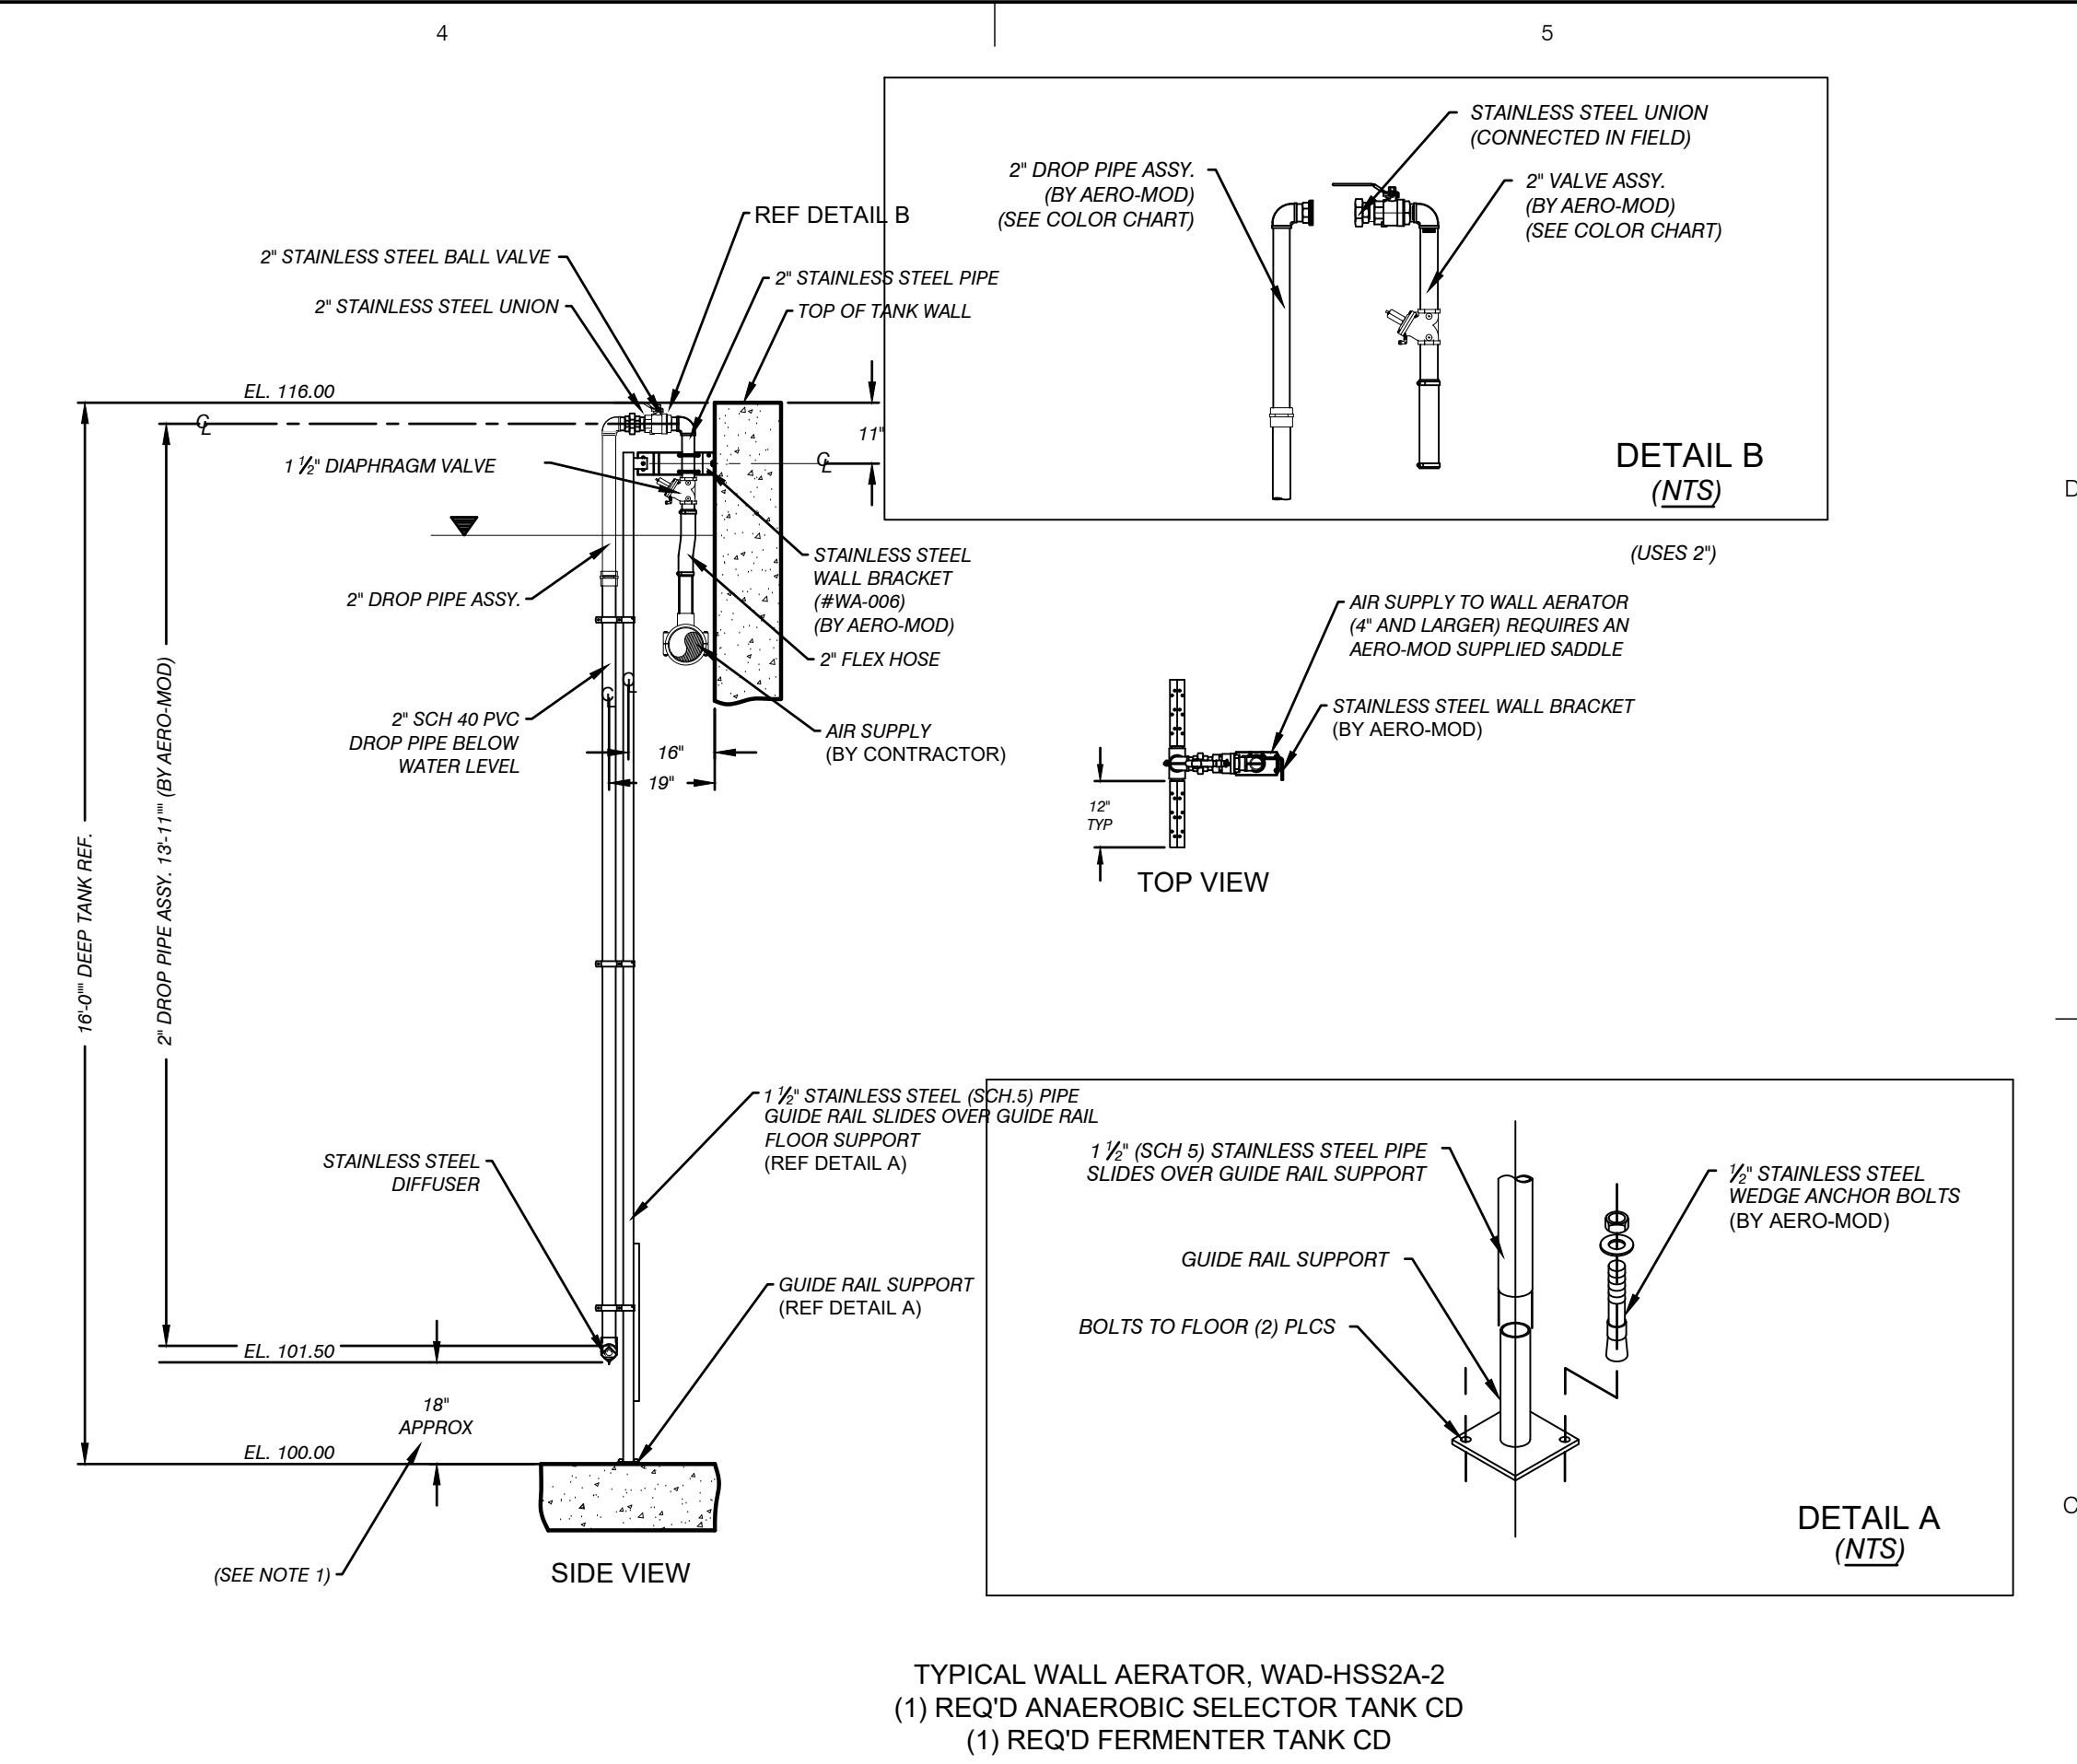 4
5
STAINLESS STEEL UNION
(CONNECTED IN FIELD)
2" DROP PIPE ASSY.
(BY AERO-MOD)
(SEE COLOR CHART)
2" VALVE ASSY.
(BY AERO-MOD)
(SEE COLOR CHART)
DETAIL B
(NTS)
D
REF DETAIL B
2" STAINLESS STEEL BALL VALVE
2" STAINLESS STEEL PIPE
2" STAINLESS STEEL UNION
TOP OF TANK WALL
EL. 116.00
CL
11"
CL
1 1/2" DIAPHRAGM VALVE
STAINLESS STEEL
WALL BRACKET
(#WA-006)
(BY AERO-MOD)
2" DROP PIPE ASSY.
2" FLEX HOSE
CL
CL
2" SCH 40 PVC
DROP PIPE BELOW
WATER LEVEL
AIR SUPPLY
(BY CONTRACTOR)
16"
19"
16'-0"" DEEP TANK REF.
2" DROP PIPE ASSY. 13'-11"" (BY AERO-MOD)
(USES 2")
AIR SUPPLY TO WALL AERATOR
(4" AND LARGER) REQUIRES AN
AERO-MOD SUPPLIED SADDLE
STAINLESS STEEL WALL BRACKET
(BY AERO-MOD)
12"
TYP
TOP VIEW
1 1/2" STAINLESS STEEL (SCH.5) PIPE
GUIDE RAIL SLIDES OVER GUIDE RAIL
FLOOR SUPPORT
(REF DETAIL A)
STAINLESS STEEL
DIFFUSER
GUIDE RAIL SUPPORT
(REF DETAIL A)
EL. 101.50
18"
APPROX
EL. 100.00
(SEE NOTE 1)
SIDE VIEW
1 1/2" (SCH 5) STAINLESS STEEL PIPE
SLIDES OVER GUIDE RAIL SUPPORT
1/2" STAINLESS STEEL
WEDGE ANCHOR BOLTS
(BY AERO-MOD)
GUIDE RAIL SUPPORT
BOLTS TO FLOOR (2) PLCS
DETAIL A
(NTS)
C
TYPICAL WALL AERATOR, WAD-HSS2A-2
(1) REQ'D ANAEROBIC SELECTOR TANK CD
(1) REQ'D FERMENTER TANK CD